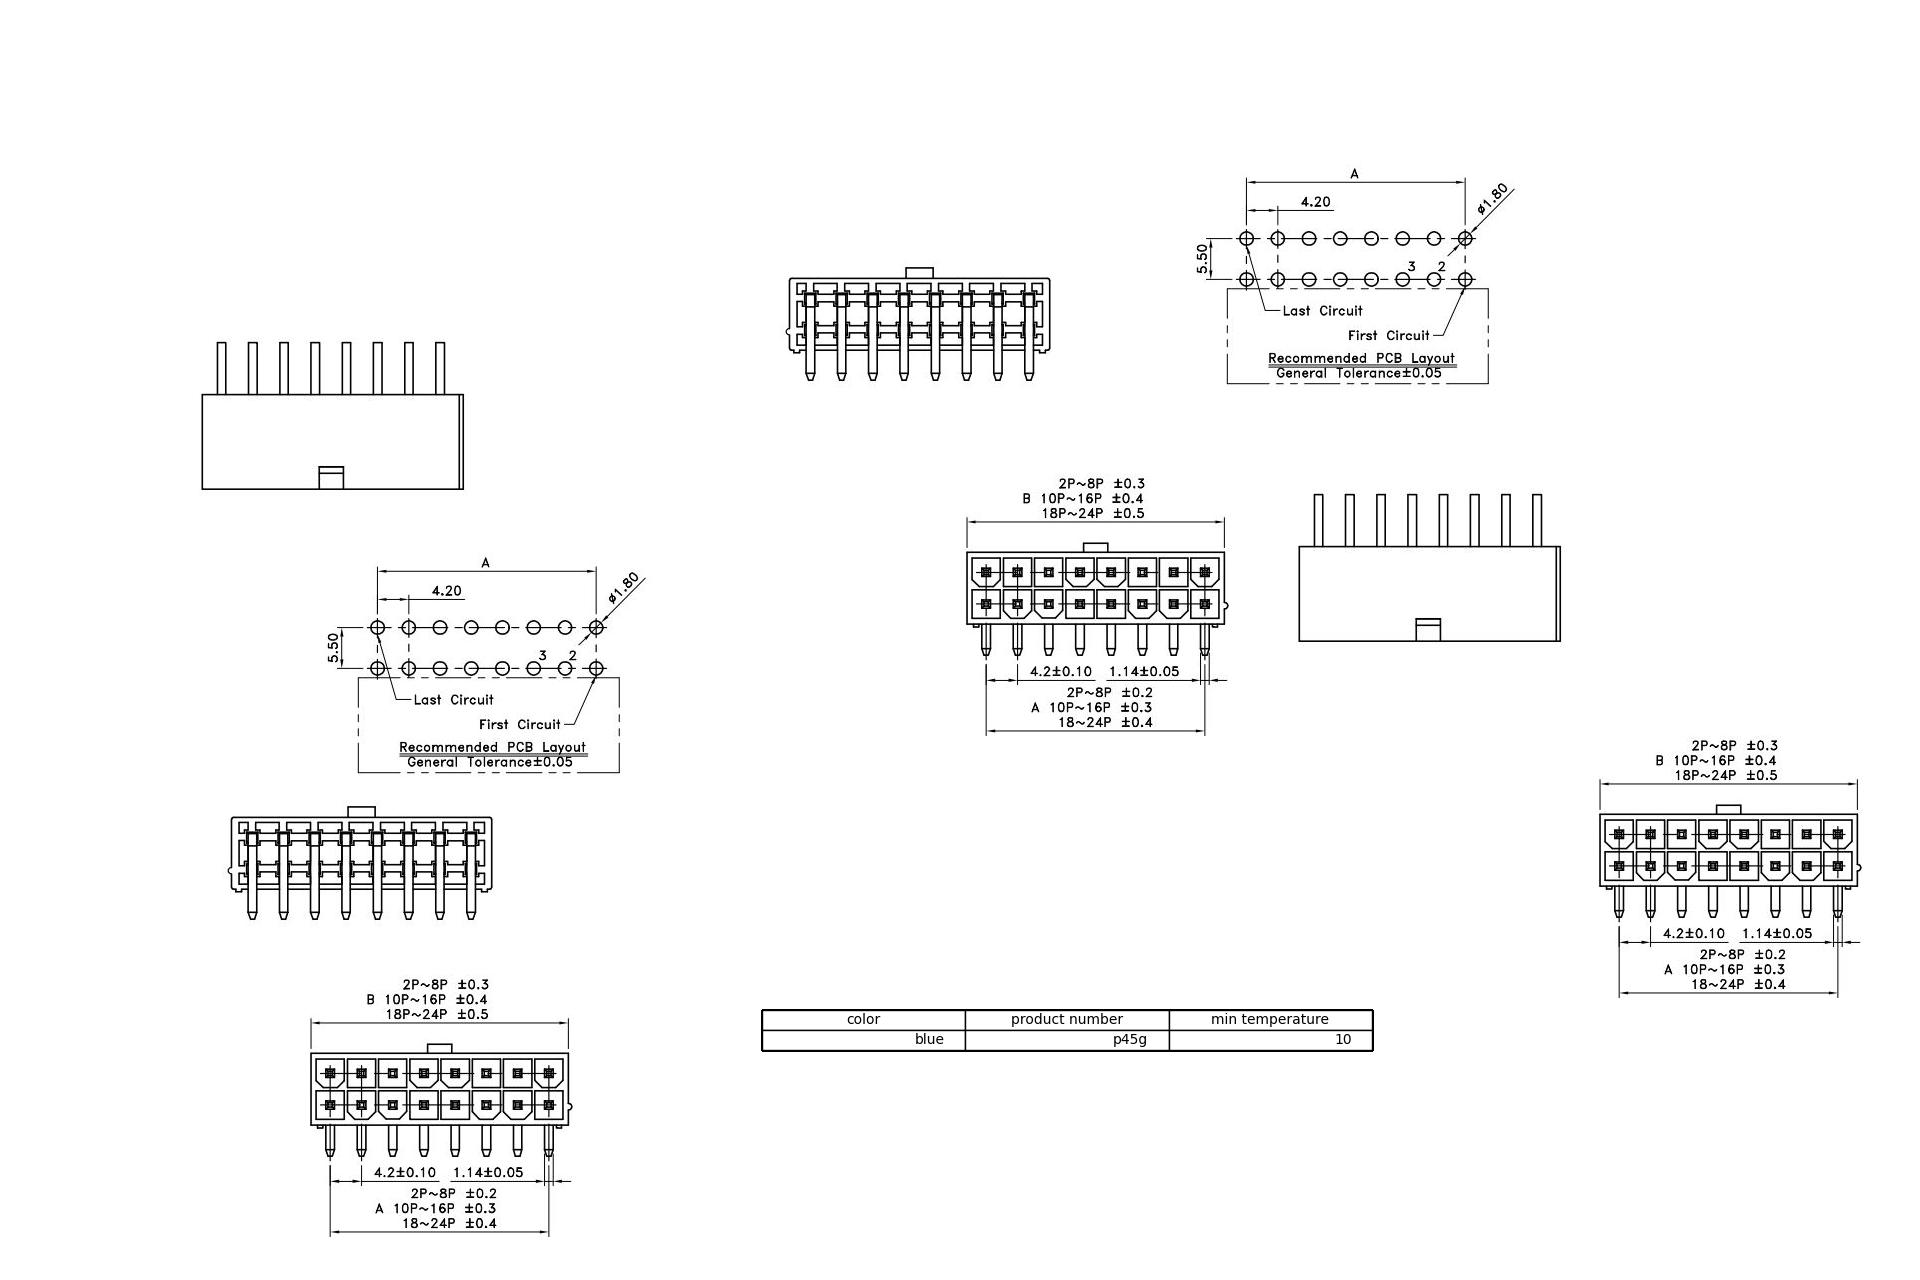 A
4.20
ø1.80
5.50
3 2
Last Circuit
First Circuit
Recommended PCB Layout
General Tolerance±0.05
2P~8P ±0.3
B 10P~16P ±0.4
18P~24P ±0.5
4.2±0.10 1.14±0.05
2P~8P ±0.2
A 10P~16P ±0.3
18~24P ±0.4
A
4.20
ø1.80
5.50
3 2
Last Circuit
First Circuit
Recommended PCB Layout
General Tolerance±0.05
2P~8P ±0.3
B 10P~16P ±0.4
18P~24P ±0.5
4.2±0.10 1.14±0.05
2P~8P ±0.2
A 10P~16P ±0.3
18~24P ±0.4
2P~8P ±0.3
B 10P~16P ±0.4
18P~24P ±0.5
4.2±0.10 1.14±0.05
2P~8P ±0.2
A 10P~16P ±0.3
18~24P ±0.4
color product number min temperature
blue p45g 10